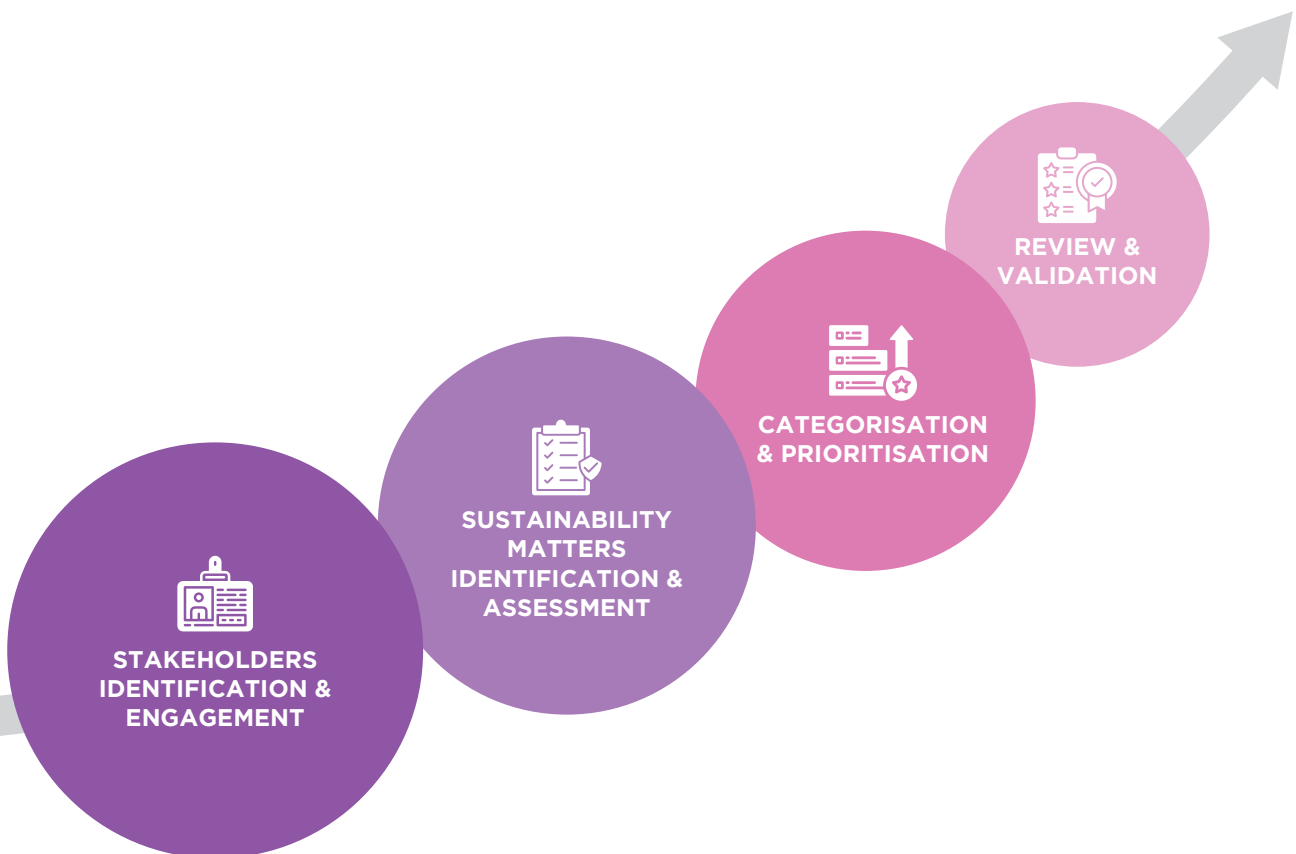 STAKEHOLDERS
IDENTIFICATION &
ENGAGEMENT
SUSTAINABILITY
MATTERS
IDENTIFICATION &
ASSESSMENT
CATEGORISATION
& PRIORITISATION
REVIEW &
VALIDATION